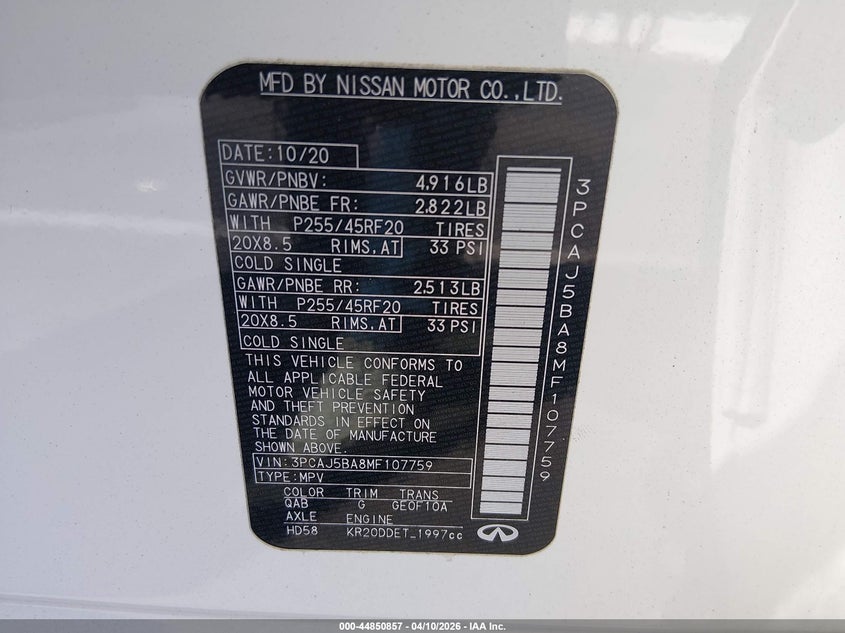 MFD BY NISSAN MOTOR CO.,LTD.
DATE:10/20
GVWR/PNBV: 4,916LB
GAWR/PNBE FR: 2,822LB
WITH P255/45RF20 TIRES
20X8.5 RIMS,AT 33 PSI
COLD SINGLE
GAWR/PNBE RR: 2,513LB
WITH P255/45RF20 TIRES
20X8.5 RIMS,AT 33 PSI
COLD SINGLE
THIS VEHICLE CONFORMS TO
ALL APPLICABLE FEDERAL
MOTOR VEHICLE SAFETY
AND THEFT PREVENTION
STANDARDS IN EFFECT ON
THE DATE OF MANUFACTURE
SHOWN ABOVE.
VIN:3PCAJ5BA8MF107759
TYPE:MPV
COLOR TRIM TRANS
QAB G GE0F10A
AXLE ENGINE
HD58 KR20DDET_1997cc
3PCAJ5BA8MF107759
000-44850857 - 04/10/2026 - IAA Inc.